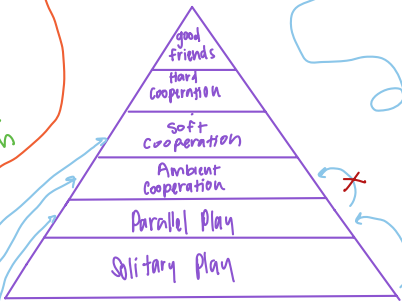 good
friends
Hard
Cooperation
Soft
Cooperation
Ambient
Cooperation
Parallel Play
Solitary Play